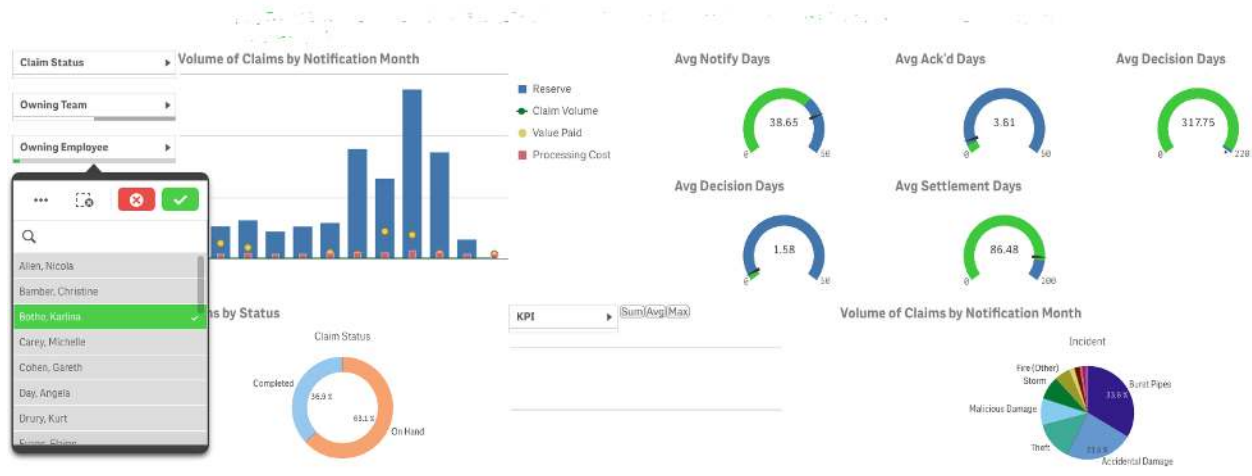 Claim Status
Owning Team
Owning Employee
Allen, Nicola
Bamber, Christine
Botho, Karlina
Carey, Michelle
Cohen, Gareth
Day, Angela
Drury, Kurt
Evans, Elaine
Volume of Claims by Notification Month
Reserve
Claim Volume
Value Paid
Processing Cost
Avg Notify Days
38.65
0
50
Avg Ack'd Days
3.61
0
50
Avg Decision Days
317.75
0
220
Avg Decision Days
1.58
0
50
Avg Settlement Days
86.48
0
100
by Status
Claim Status
Completed
36.9 %
63.1 %
On Hand
KPI
Sum Avg Max
Volume of Claims by Notification Month
Incident
Fire (Other)
Storm
Malicious Damage
Theft
Burst Pipes
33.6 %
Accidental Damage